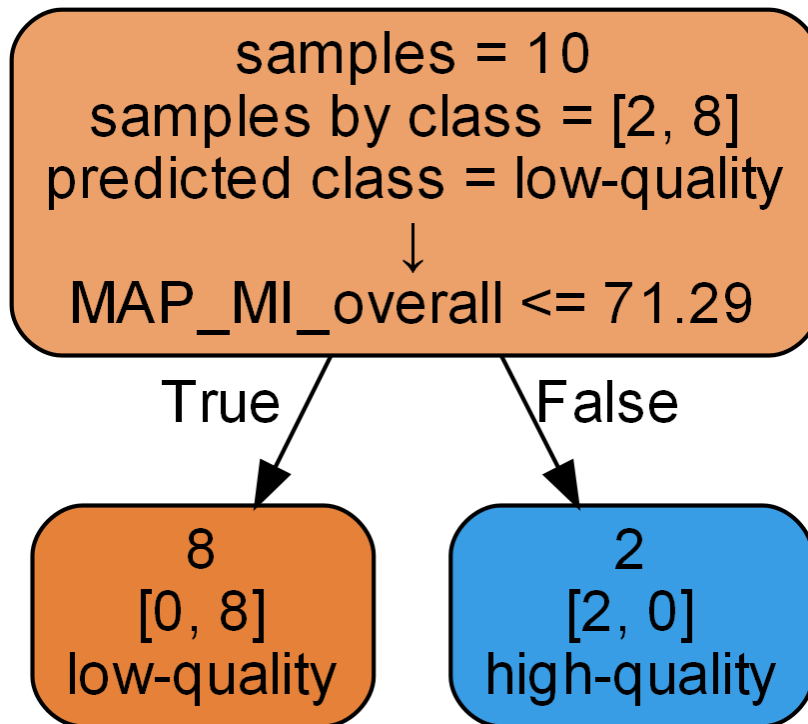 samples = 10
samples by class = [2, 8]
predicted class = low-quality
↓
MAP_MI_overall <= 71.29
True
False
8
[0, 8]
low-quality
2
[2, 0]
high-quality